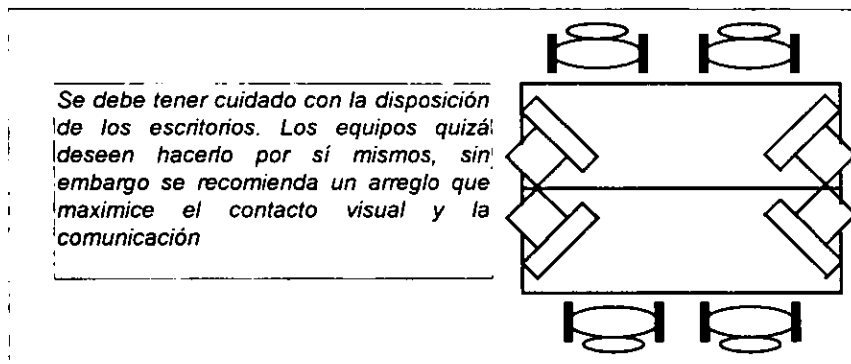 Se debe tener cuidado con la disposición
de los escritorios. Los equipos quizá
deseen hacerlo por sí mismos, sin
embargo se recomienda un arreglo que
maximice el contacto visual y la
comunicación